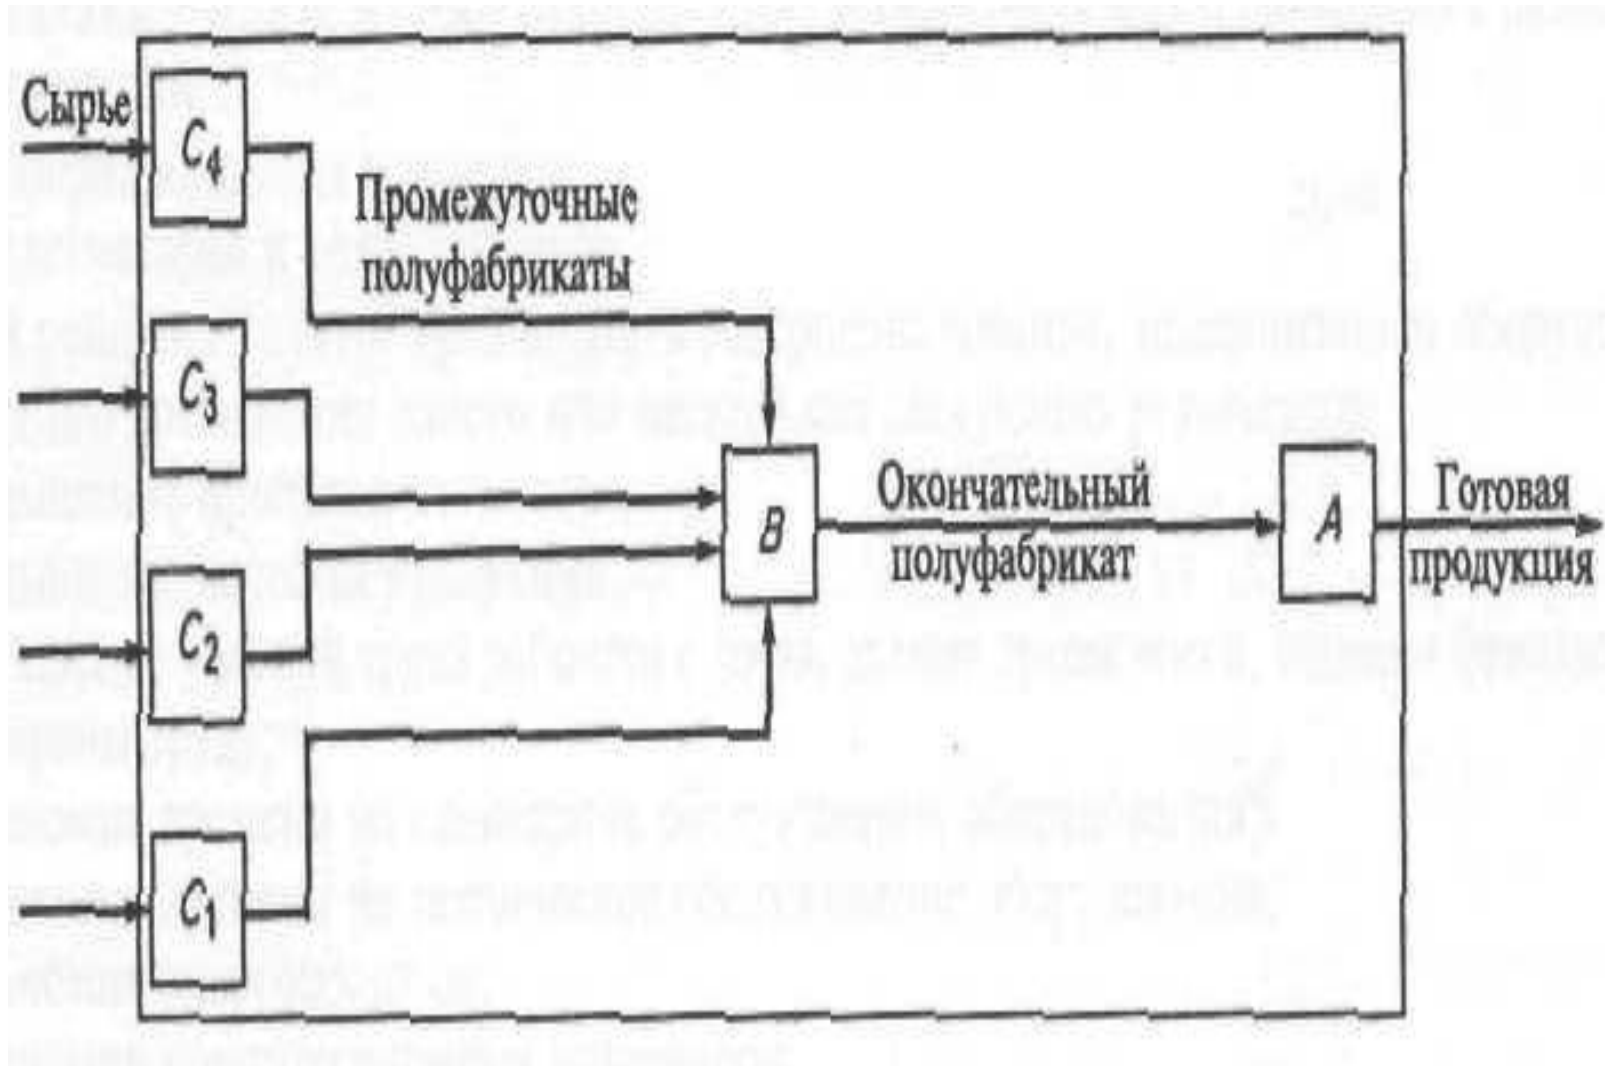 Сырье
C4
Промежуточные
полуфабрикаты
C3
B
Окончательный
полуфабрикат
A
Готовая
продукция
C2
C1